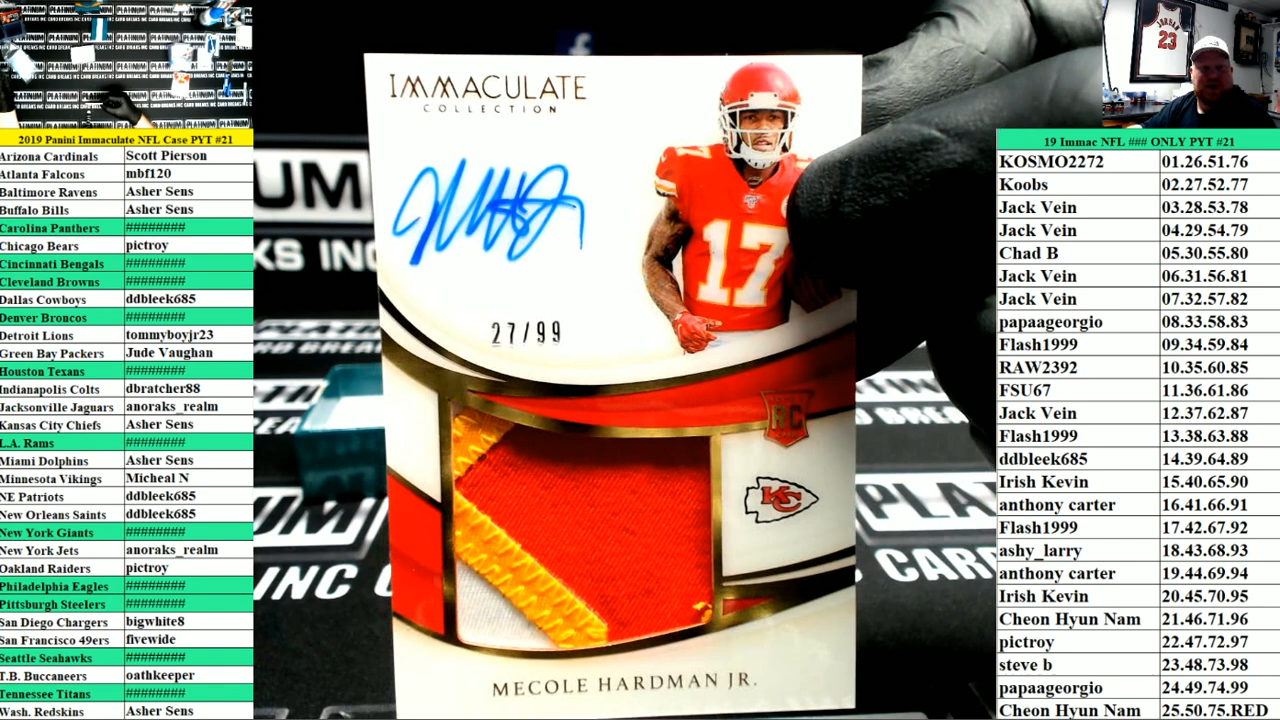 2019 Panini Immaculate NFL Case PYT #21
Arizona Cardinals Scott Pierson
Atlanta Falcons mbf120
Baltimore Ravens Asher Sens
Buffalo Bills Asher Sens
Carolina Panthers ########
Chicago Bears pictroy
Cincinnati Bengals ########
Cleveland Browns ########
Dallas Cowboys ddbleek685
Denver Broncos ########
Detroit Lions tommyboyjr23
Green Bay Packers Jude Vaughan
Houston Texans ########
Indianapolis Colts dbratcher88
Jacksonville Jaguars anoraks_realm
Kansas City Chiefs Asher Sens
L.A. Rams ########
Miami Dolphins Asher Sens
Minnesota Vikings Micheal N
NE Patriots ddbleek685
New Orleans Saints ddbleek685
New York Giants ########
New York Jets anoraks_realm
Oakland Raiders pictroy
Philadelphia Eagles ########
Pittsburgh Steelers ########
San Diego Chargers bigwhite8
San Francisco 49ers fivewide
Seattle Seahawks ########
T.B. Buccaneers oathkeeper
Tennessee Titans ########
Wash. Redskins Asher Sens
IMMACULATE
COLLECTION
17
17
27/99
RC
KC
MECOLE HARDMAN JR.
JORDAN
23
19 Immac NFL ### ONLY PYT #21
KOSMO2272 01.26.51.76
Koobs 02.27.52.77
Jack Vein 03.28.53.78
Jack Vein 04.29.54.79
Chad B 05.30.55.80
Jack Vein 06.31.56.81
Jack Vein 07.32.57.82
papaageorgio 08.33.58.83
Flash1999 09.34.59.84
RAW2392 10.35.60.85
FSU67 11.36.61.86
Jack Vein 12.37.62.87
Flash1999 13.38.63.88
ddbleek685 14.39.64.89
Irish Kevin 15.40.65.90
anthony carter 16.41.66.91
Flash1999 17.42.67.92
ashy_larry 18.43.68.93
anthony carter 19.44.69.94
Irish Kevin 20.45.70.95
Cheon Hyun Nam 21.46.71.96
pictroy 22.47.72.97
steve b 23.48.73.98
papaageorgio 24.49.74.99
Cheon Hyun Nam 25.50.75.RED